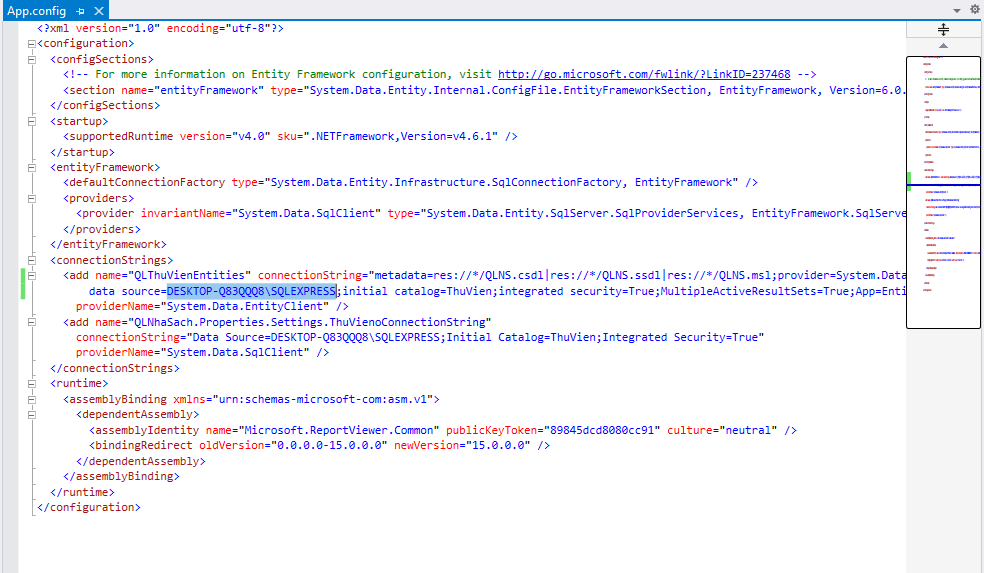 App.config
<?xml version="1.0" encoding="utf-8"?>
<configuration>
<configSections>
<!-- For more information on Entity Framework configuration, visit http://go.microsoft.com/fwlink/?LinkID=237468 -->
<section name="entityFramework" type="System.Data.Entity.Internal.ConfigFile.EntityFrameworkSection, EntityFramework, Version=6.0.
</configSections>
<startup>
<supportedRuntime version="v4.0" sku=".NETFramework,Version=v4.6.1" />
</startup>
<entityFramework>
<defaultConnectionFactory type="System.Data.Entity.Infrastructure.SqlConnectionFactory, EntityFramework" />
<providers>
<provider invariantName="System.Data.SqlClient" type="System.Data.Entity.SqlServer.SqlProviderServices, EntityFramework.SqlServe
</providers>
</entityFramework>
<connectionStrings>
<add name="QLThuVienEntities" connectionString="metadata=res://*/QLNS.csdl|res://*/QLNS.ssdl|res://*/QLNS.msl;provider=System.Data
data source=DESKTOP-Q83QQQ8\SQLEXPRESS;initial catalog=ThuVien;integrated security=True;MultipleActiveResultSets=True;App=Enti
providerName="System.Data.EntityClient" />
<add name="QLNhaSach.Properties.Settings.ThuVienoConnectionString"
connectionString="Data Source=DESKTOP-Q83QQQ8\SQLEXPRESS;Initial Catalog=ThuVien;Integrated Security=True"
providerName="System.Data.SqlClient" />
</connectionStrings>
<runtime>
<assemblyBinding xmlns="urn:schemas-microsoft-com:asm.v1">
<dependentAssembly>
<assemblyIdentity name="Microsoft.ReportViewer.Common" publicKeyToken="89845dcd8080cc91" culture="neutral" />
<bindingRedirect oldVersion="0.0.0.0-15.0.0.0" newVersion="15.0.0.0" />
</dependentAssembly>
</assemblyBinding>
</runtime>
</configuration>